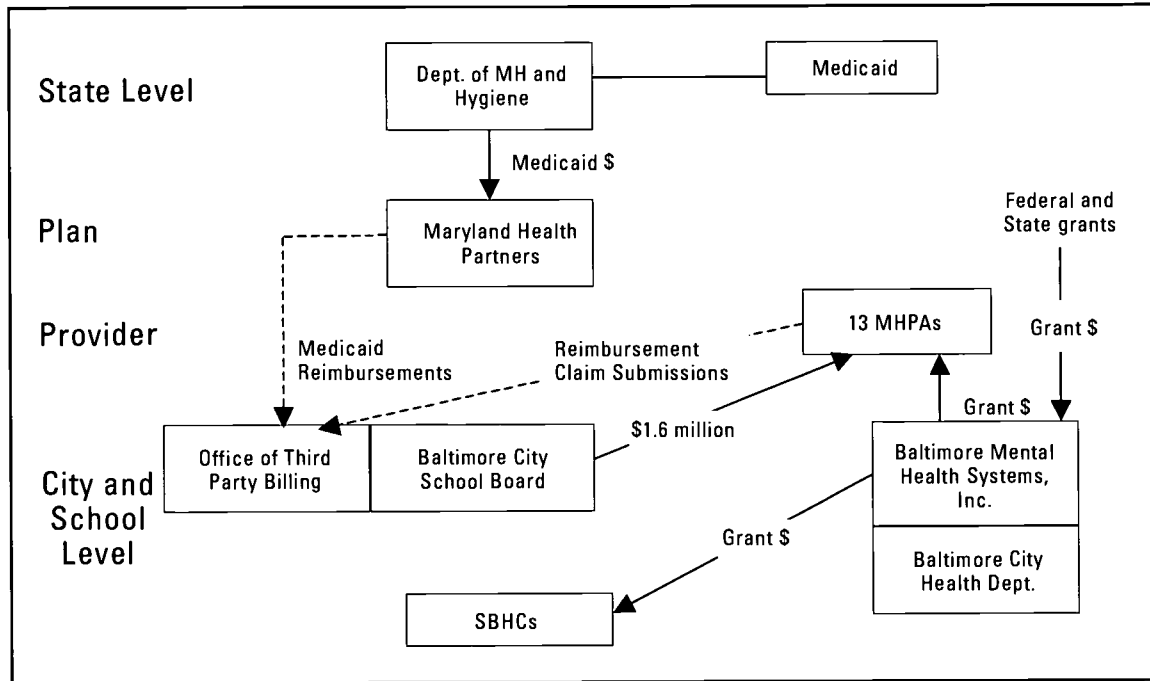 State Level
Dept. of MH and
Hygiene
Medicaid
Medicaid $
Plan
Maryland Health
Partners
Federal and
State grants
Provider
13 MHPAs
Grant $
Medicaid
Reimbursements
Reimbursement
Claim Submissions
Grant $
$1.6 million
City and
School
Level
Office of Third
Party Billing
Baltimore City
School Board
Baltimore Mental
Health Systems,
Inc.
Grant $
Baltimore City
Health Dept.
SBHCs